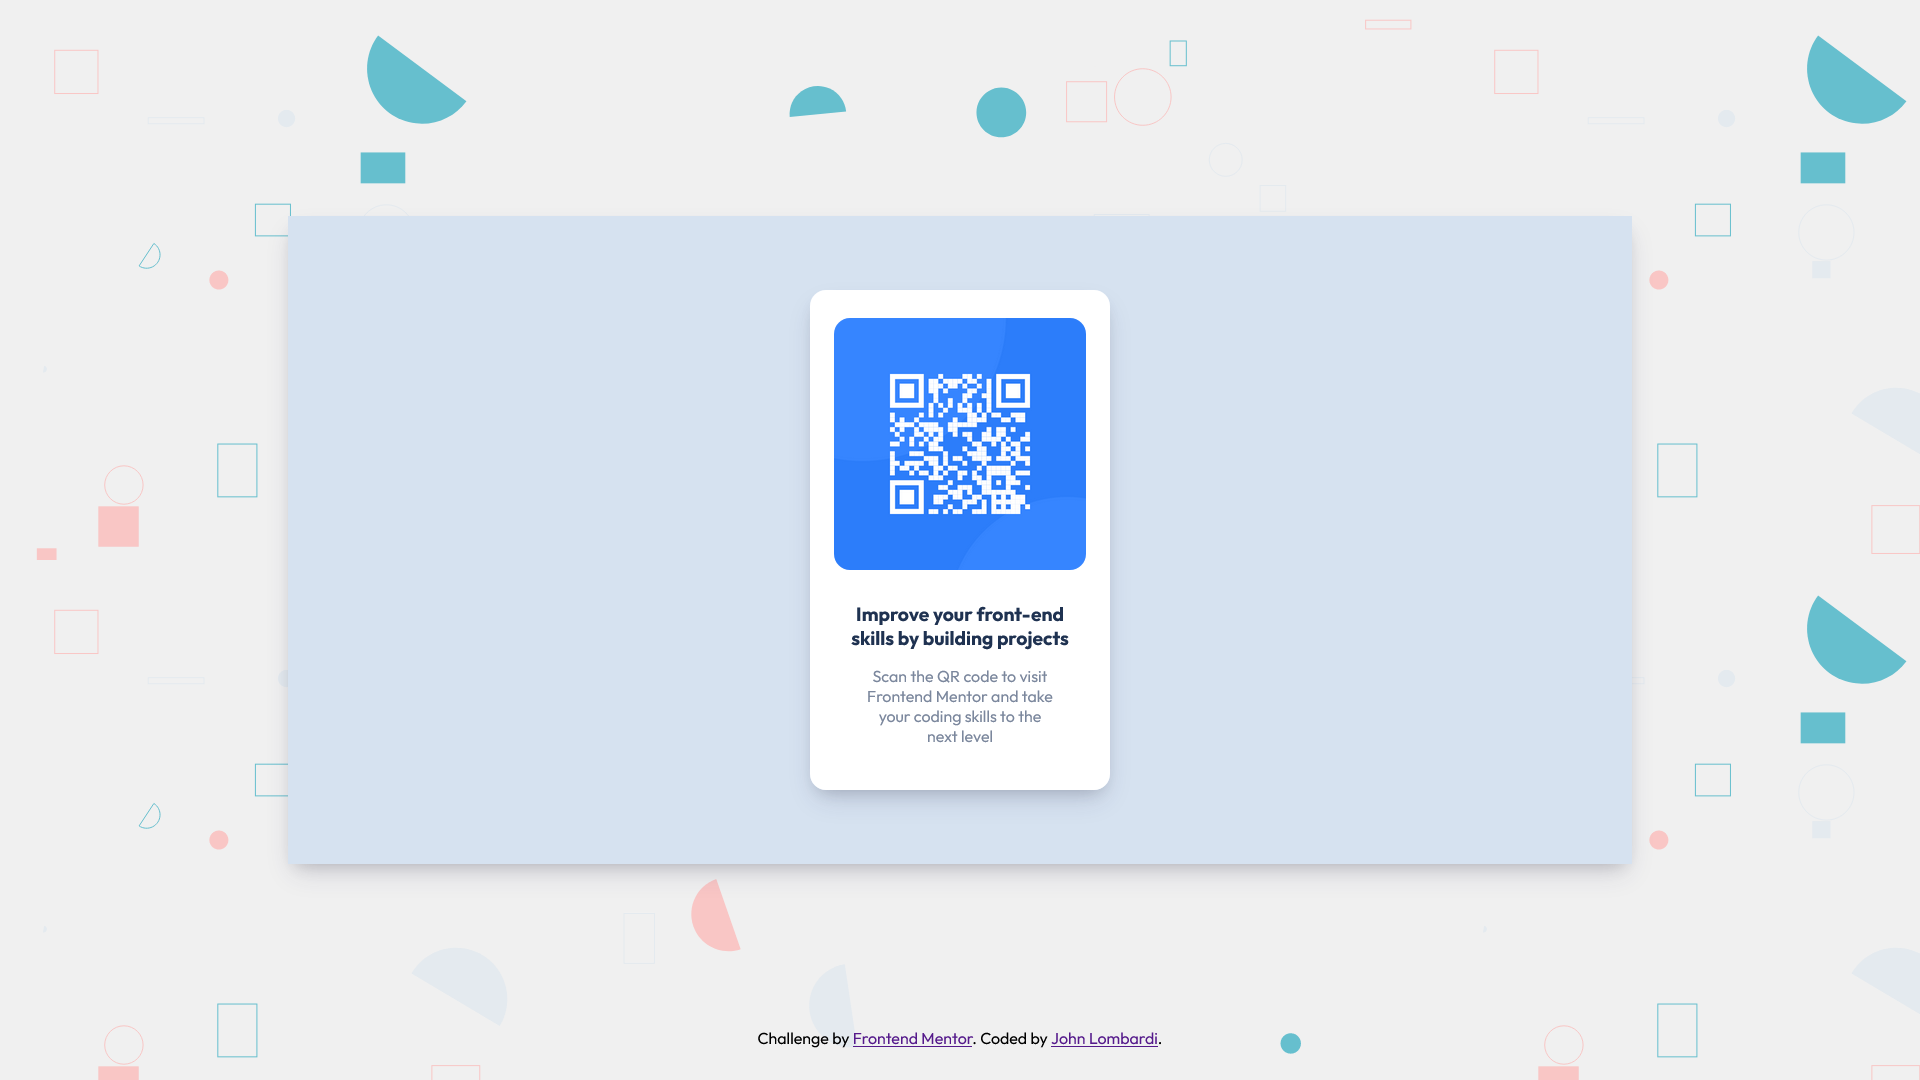 Improve your front-end
skills by building projects
Scan the QR code to visit
Frontend Mentor and take
your coding skills to the
next level
Challenge by Frontend Mentor. Coded by John Lombardi.